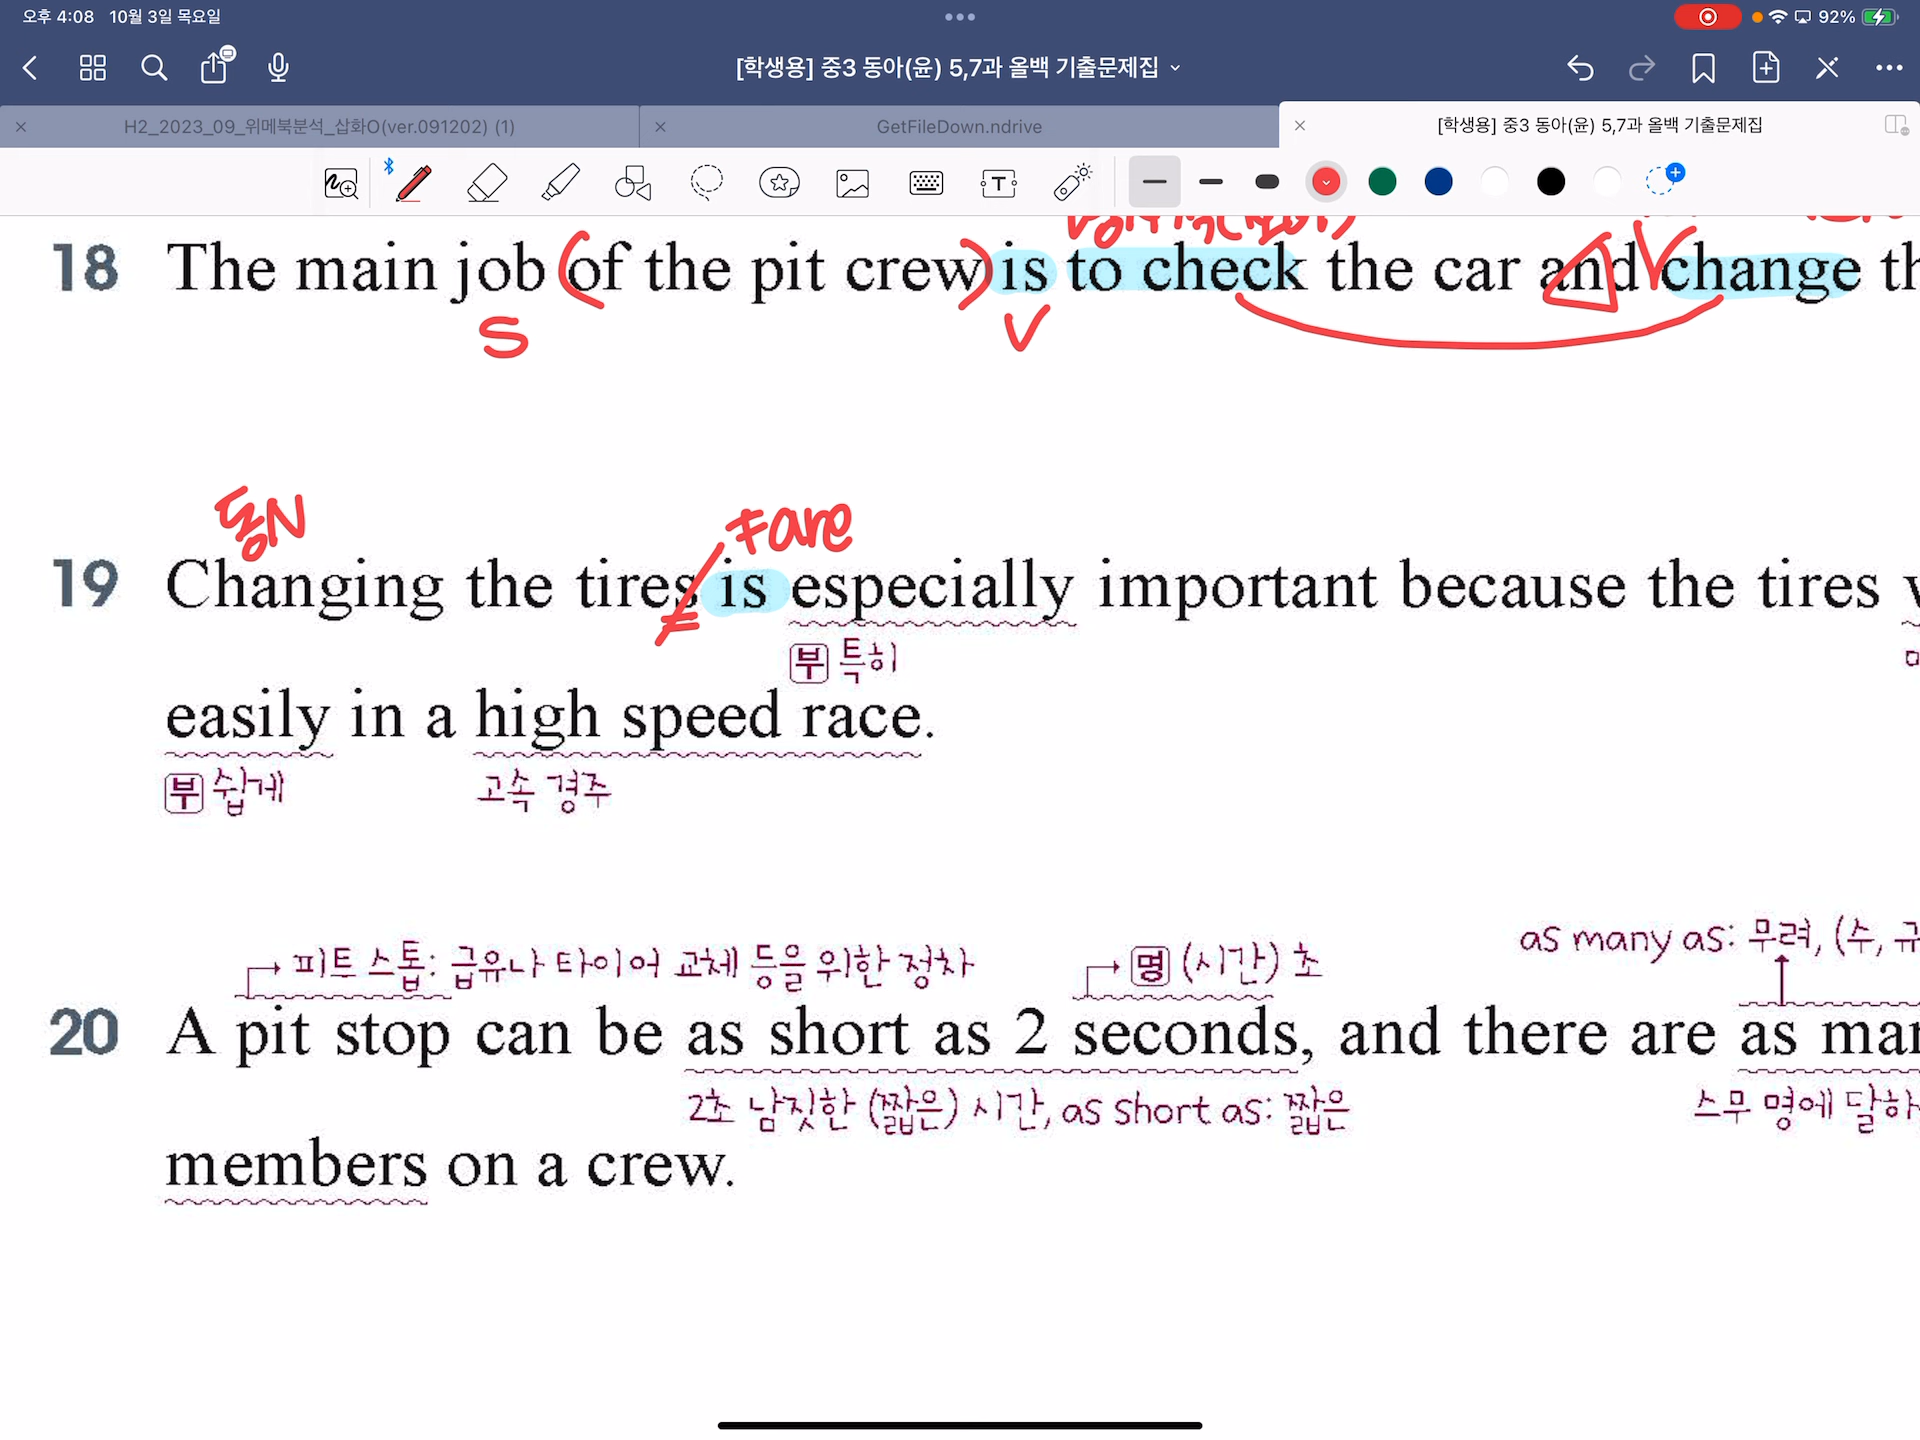 오후 4:08 10월 3일 목요일
92%
[학생용] 중3 동아(윤) 5,7과 올백 기출문제집
H2_2023_09_위메북분석_삽화O(ver.091202) (1)
GetFileDown.ndrive
[학생용] 중3 동아(윤) 5,7과 올백 기출문제집
18 The main job (of the pit crew) is to check the car and V change th
S V
동N ≠are
19 Changing the tires is especially important because the tires
부 특히
easily in a high speed race.
부 쉽게 고속 경주
as many as: 무려, (수,
피트 스톱: 급유나 타이어 교체 등을 위한 정차 명 (시간) 초
20 A pit stop can be as short as 2 seconds, and there are as mar
2초 남짓한 (짧은) 시간, as short as: 짧은 스무 명에 달하
members on a crew.